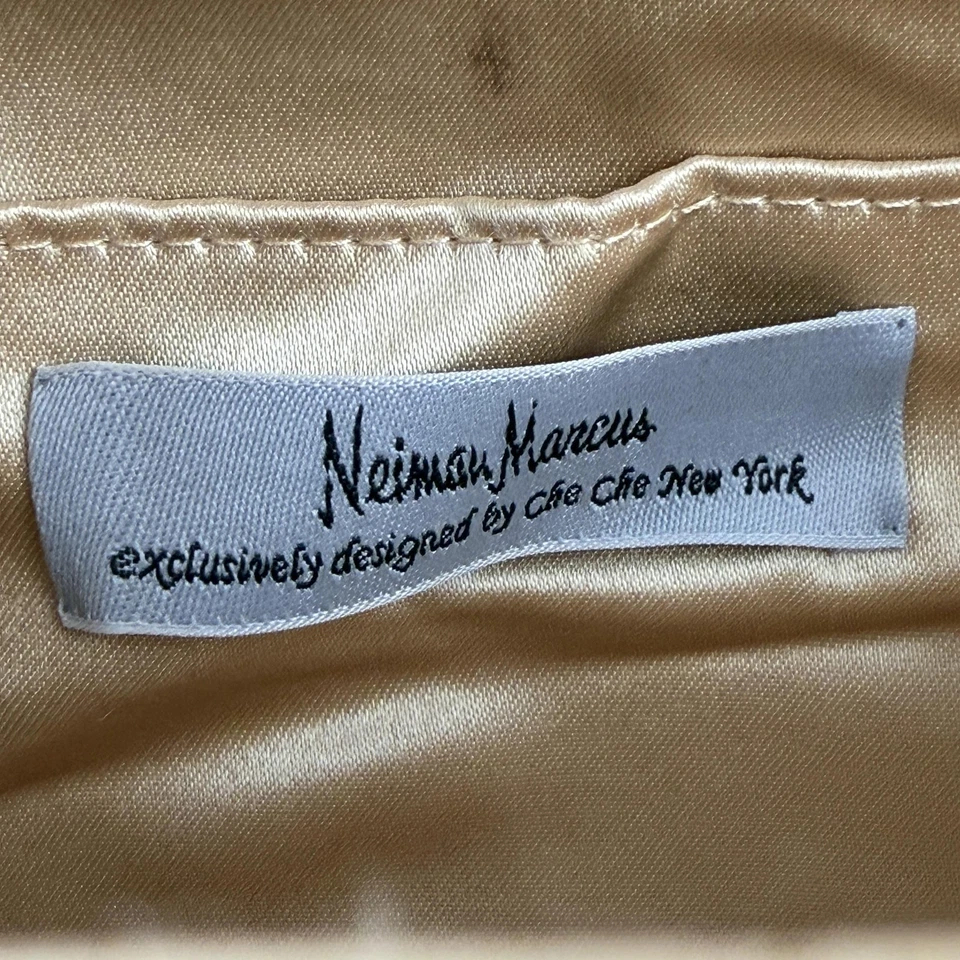 Neiman Marcus
exclusively designed by Che Che New York